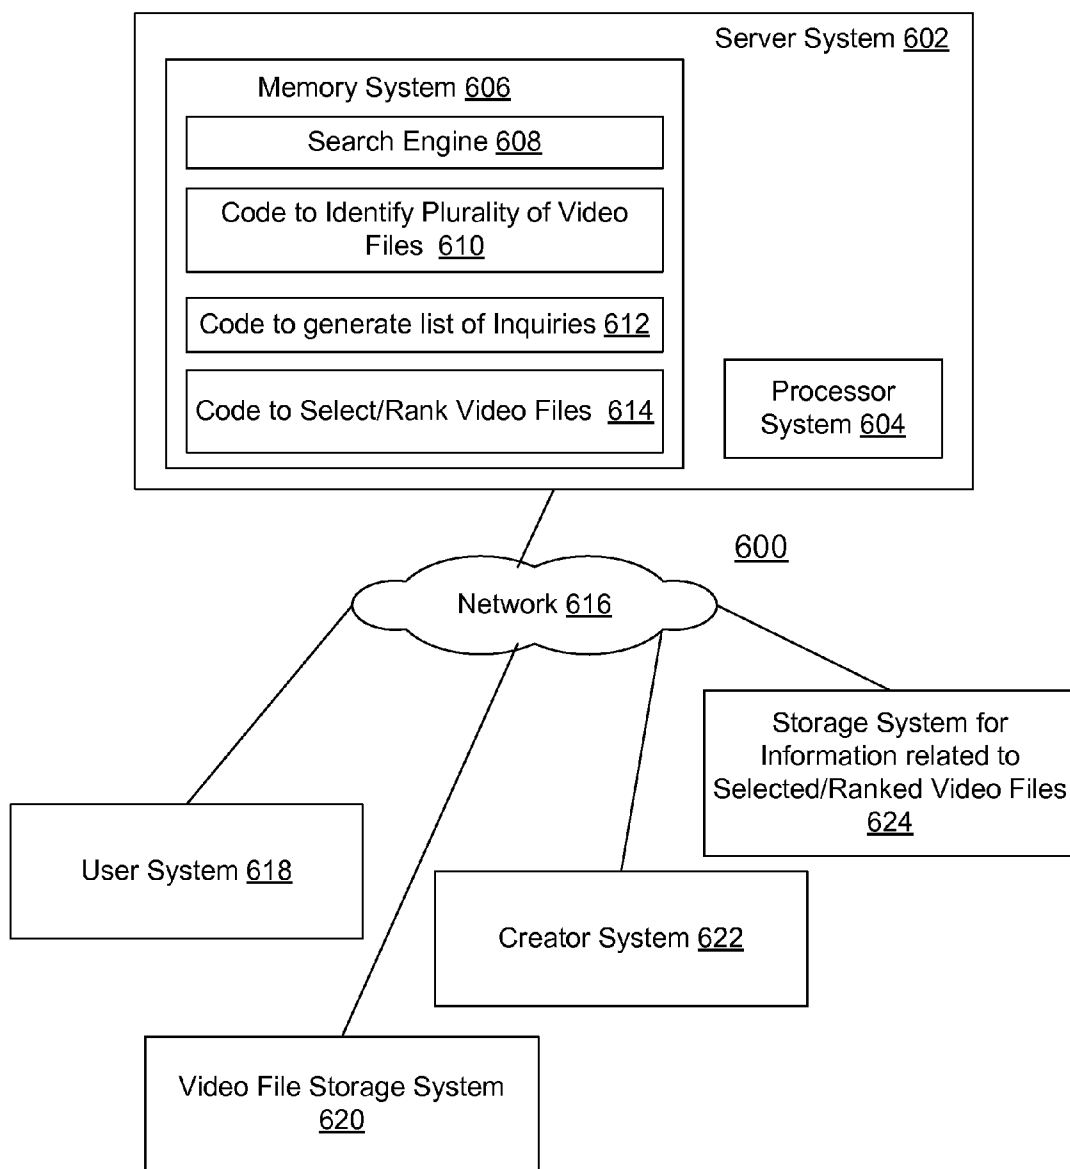 Server System 602
Memory System 606
Search Engine 608
Code to Identify Plurality of Video
Files 610
Code to generate list of Inquiries 612
Code to Select/Rank Video Files 614
Processor
System 604
600
Network 616
Storage System for
Information related to
Selected/Ranked Video Files
624
User System 618
Creator System 622
Video File Storage System
620